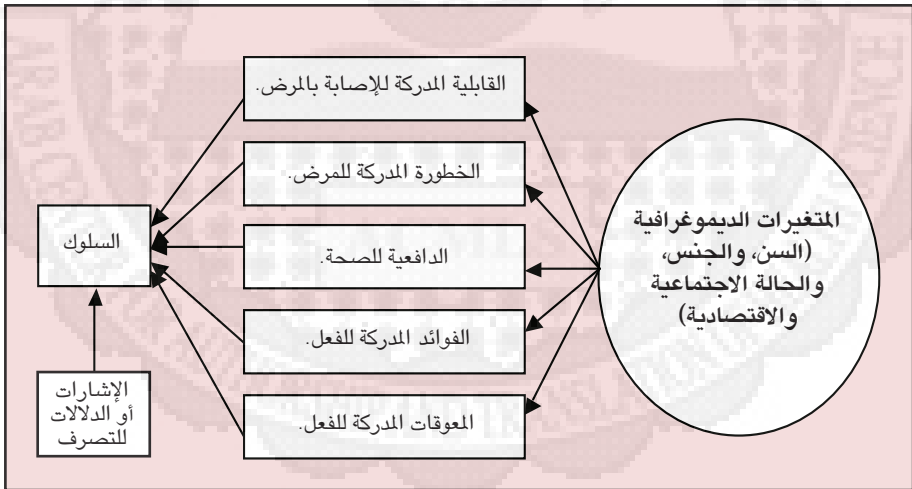 القابلية المدركة للإصابة بالمرض.
الخطورة المدركة للمرض.
الدافعية للصحة.
الفوائد المدركة للفعل.
المعوقات المدركة للفعل.
المتغيرات الديموغرافية
(السن، والجنس،
والحالة الاجتماعية
والاقتصادية)
السلوك
الإشارات
أو الدلالات
للتصرف